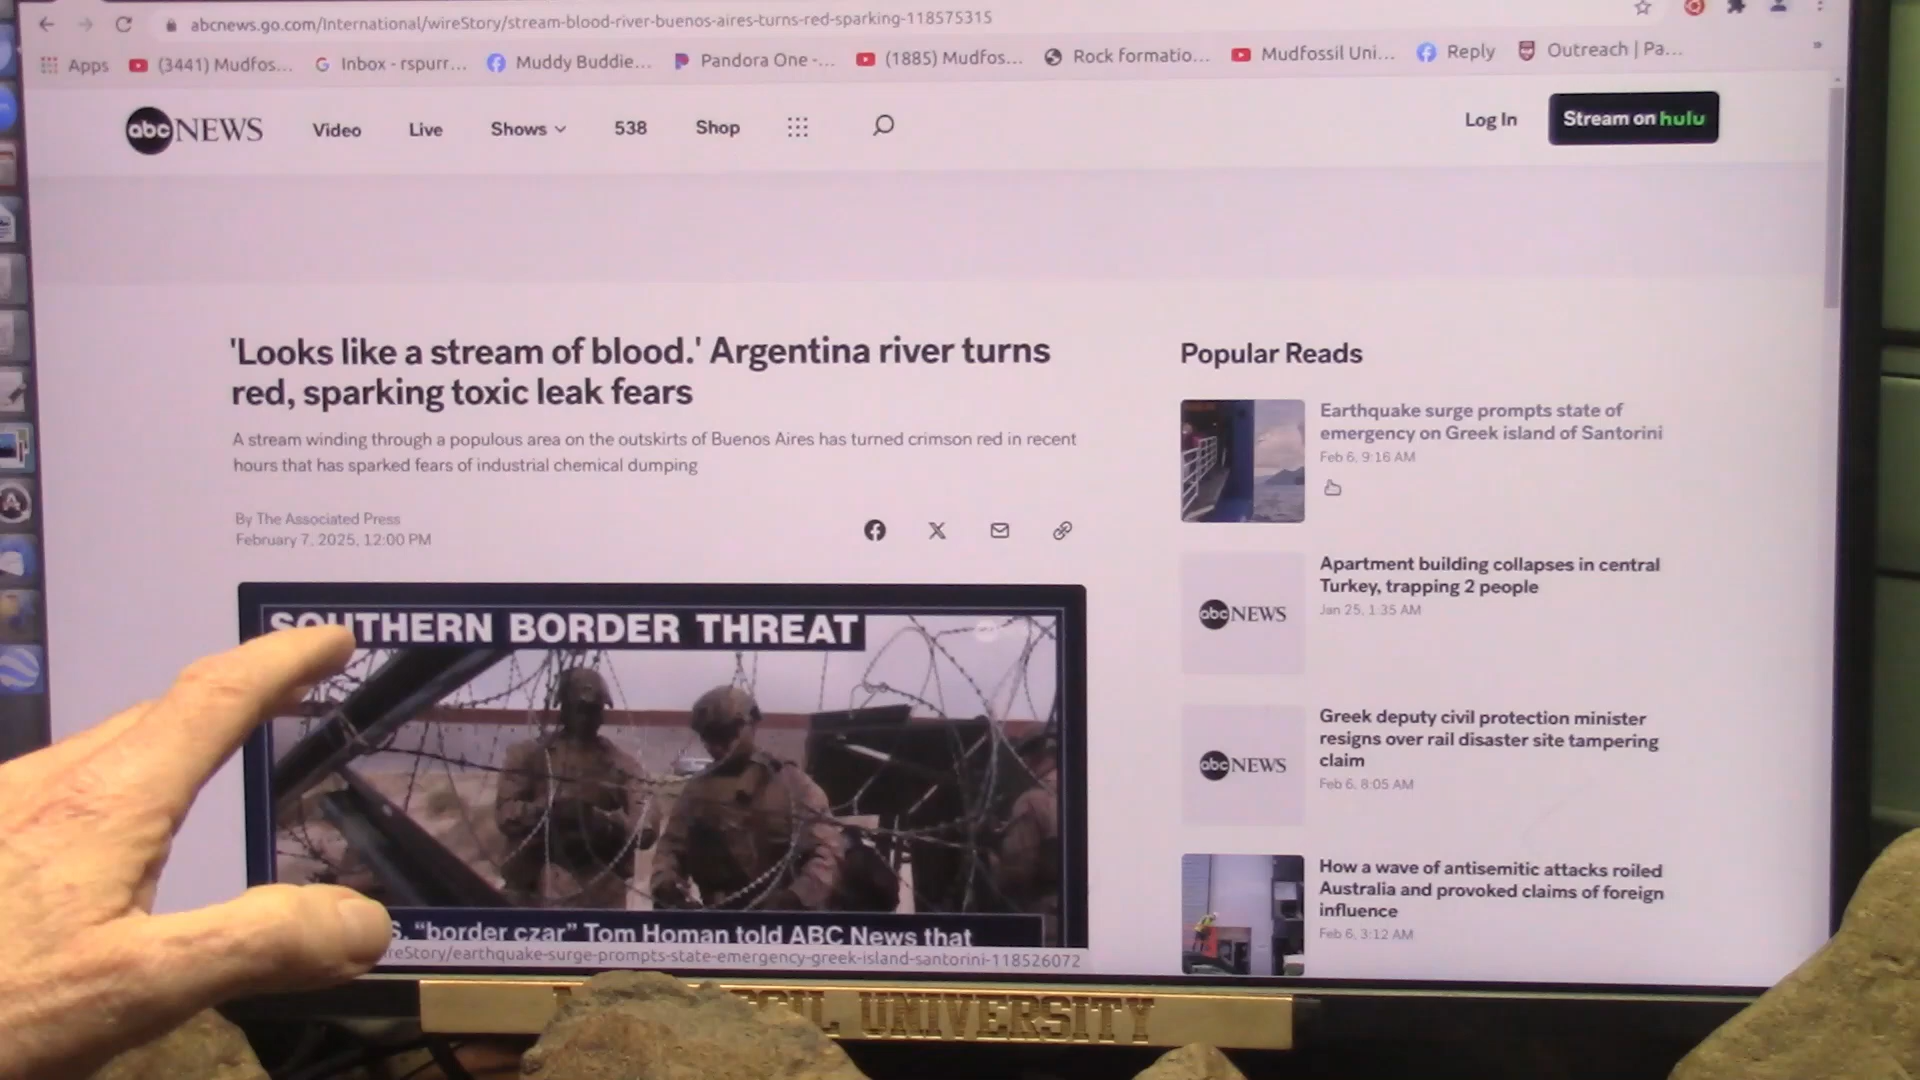 abcnews.go.com/International/wireStory/stream-blood-river-buenos-aires-turns-red-sparking-118575315
Apps (3441) Mudfos... Inbox - rspurr... Muddy Buddie... Pandora One -... (1885) Mudfos... Rock formatio... Mudfossil Uni... Reply Outreach | Pa... »
abc NEWS Video Live Shows 538 Shop Log In Stream on hulu
'Looks like a stream of blood.' Argentina river turns
red, sparking toxic leak fears
A stream winding through a populous area on the outskirts of Buenos Aires has turned crimson red in recent
hours that has sparked fears of industrial chemical dumping
By The Associated Press
February 7, 2025, 12:00 PM
SOUTHERN BORDER THREAT
"border czar" Tom Homan told ABC News that
Popular Reads
Earthquake surge prompts state of
emergency on Greek island of Santorini
Feb 6, 9:16 AM
abc NEWS
Apartment building collapses in central
Turkey, trapping 2 people
Jan 25, 1:35 AM
abc NEWS
Greek deputy civil protection minister
resigns over rail disaster site tampering
claim
Feb 6, 8:05 AM
How a wave of antisemitic attacks roiled
Australia and provoked claims of foreign
influence
Feb 6, 3:12 AM
reStory/earthquake-surge-prompts-state-emergency-greek-island-santorini-118526072
UNIVERSITY